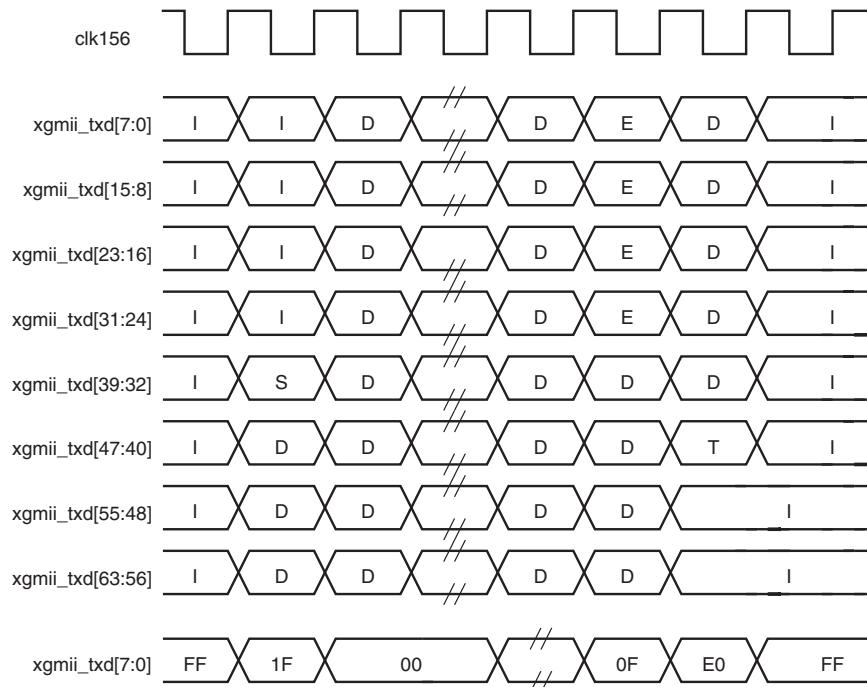 clk156
xgmii_txd[7:0] I I D D E D I
xgmii_txd[15:8] I I D D E D I
xgmii_txd[23:16] I I D D E D I
xgmii_txd[31:24] I I D D E D I
xgmii_txd[39:32] I S D D D D I
xgmii_txd[47:40] I D D D D T I
xgmii_txd[55:48] I D D D D I
xgmii_txd[63:56] I D D D D I
xgmii_txd[7:0] FF 1F 00 0F E0 FF